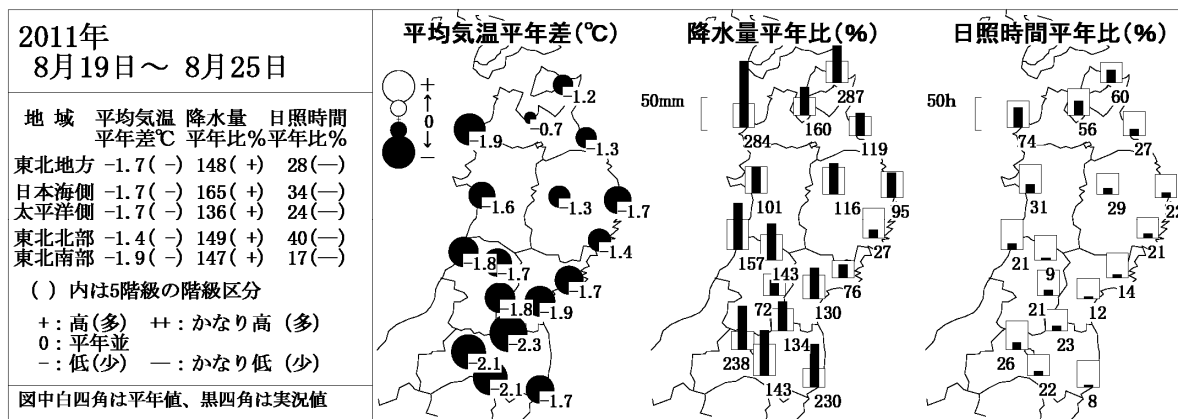 2011年
8月19日～ 8月25日
地 域 平均気温 降水量 日照時間
平年差℃ 平年比% 平年比%
東北地方 -1.7( -) 148( +) 28(―)
日本海側 -1.7( -) 165( +) 34(―)
太平洋側 -1.7( -) 136( +) 24(―)
東北北部 -1.4( -) 149( +) 40(―)
東北南部 -1.9( -) 147( +) 17(―)
( ) 内は5階級の階級区分
+：高(多) ++：かなり高 (多)
0：平年並
-：低(少) ―：かなり低 (少)
図中白四角は平年値、黒四角は実況値
平均気温平年差(℃)
+
↑
0
↓
-
-1.2
-0.7
-1.9
-1.3
-1.6
-1.3
-1.7
-1.4
-1.8
-1.7
-1.7
-1.8
-1.9
-2.3
-2.1
-2.1
-1.7
降水量平年比(%)
50mm
287
160
284
119
101
116
95
27
157
143
76
72
130
134
238
143
230
日照時間平年比(%)
50h
60
56
74
27
31
29
22
21
21
9
14
21
12
23
26
22
8